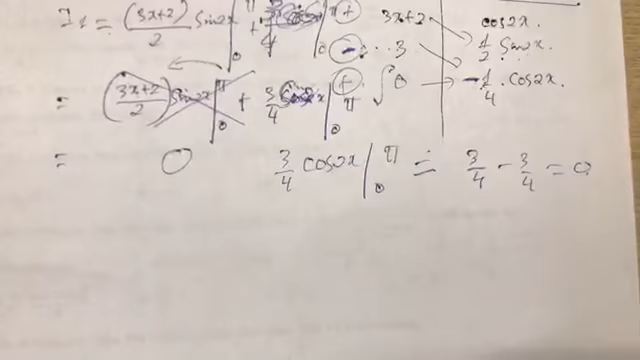 I₁ = (3x+2)/2 sin2x |₀^π + 3/4 |₀ (+) 3x+2 cos2x.
(-) .. 3 1/2 sin2x.
= (3x+2)/2 sin2x |₀^π + 3/4 x |₀^π (+) ∫ 0 -1/4 . cos2x.
= 0 3/4 cos2x |₀^π = 3/4 - 3/4 = 0